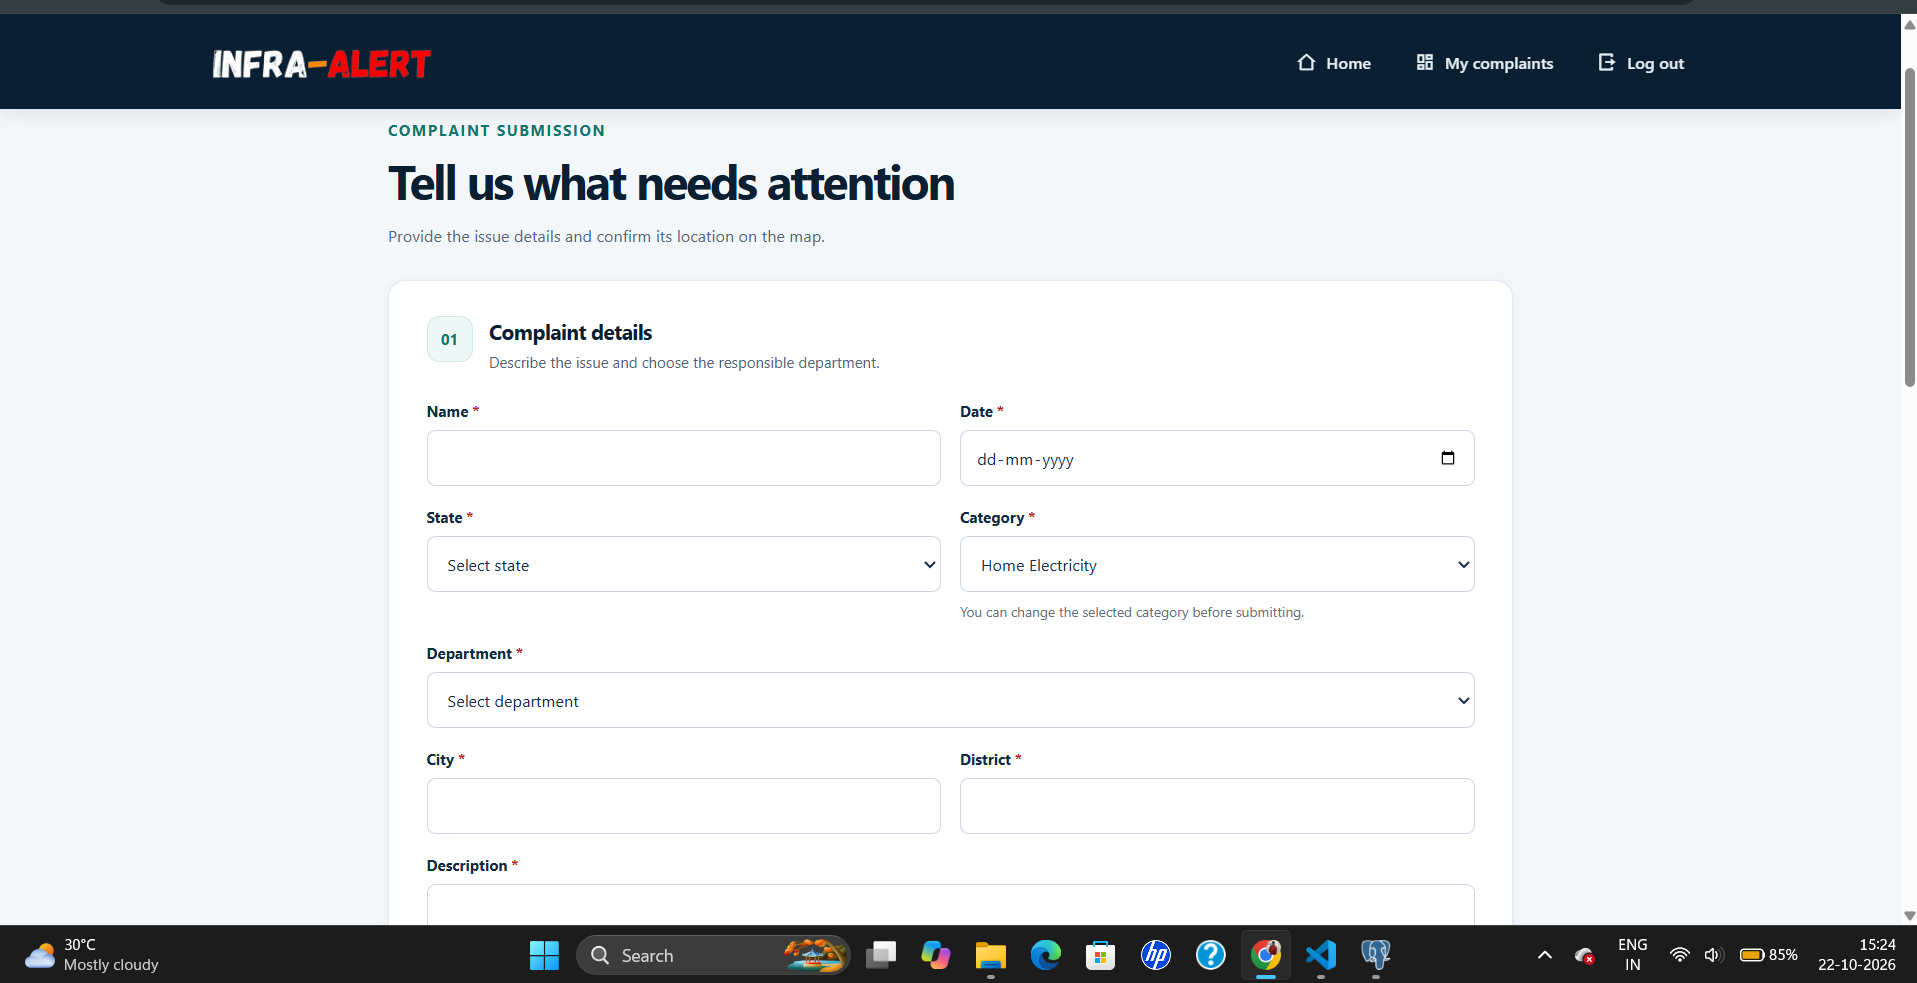 INFRA-ALERT
Home
My complaints
Log out
COMPLAINT SUBMISSION
Tell us what needs attention
Provide the issue details and confirm its location on the map.
01
Complaint details
Describe the issue and choose the responsible department.
Name *
Date *
dd-mm-yyyy
State *
Category *
Select state
Home Electricity
You can change the selected category before submitting.
Department *
Select department
City *
District *
Description *
30°C
Mostly cloudy
Search
hp
?
ENG
IN
85%
15:24
22-10-2026